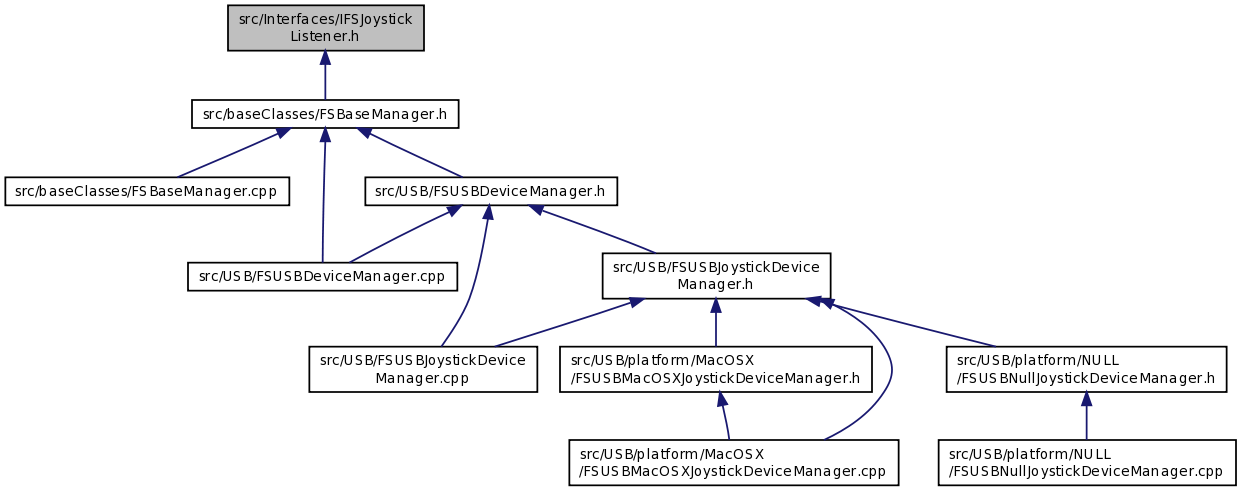 src/Interfaces/IFSJoystick
Listener.h
src/baseClasses/FSBaseManager.h
src/baseClasses/FSBaseManager.cpp
src/USB/FSUSBDeviceManager.h
src/USB/FSUSBDeviceManager.cpp
src/USB/FSUSBJoystickDevice
Manager.h
src/USB/FSUSBJoystickDevice
Manager.cpp
src/USB/platform/MacOSX
/FSUSBMacOSXJoystickDeviceManager.h
src/USB/platform/NULL
/FSUSBNullJoystickDeviceManager.h
src/USB/platform/MacOSX
/FSUSBMacOSXJoystickDeviceManager.cpp
src/USB/platform/NULL
/FSUSBNullJoystickDeviceManager.cpp